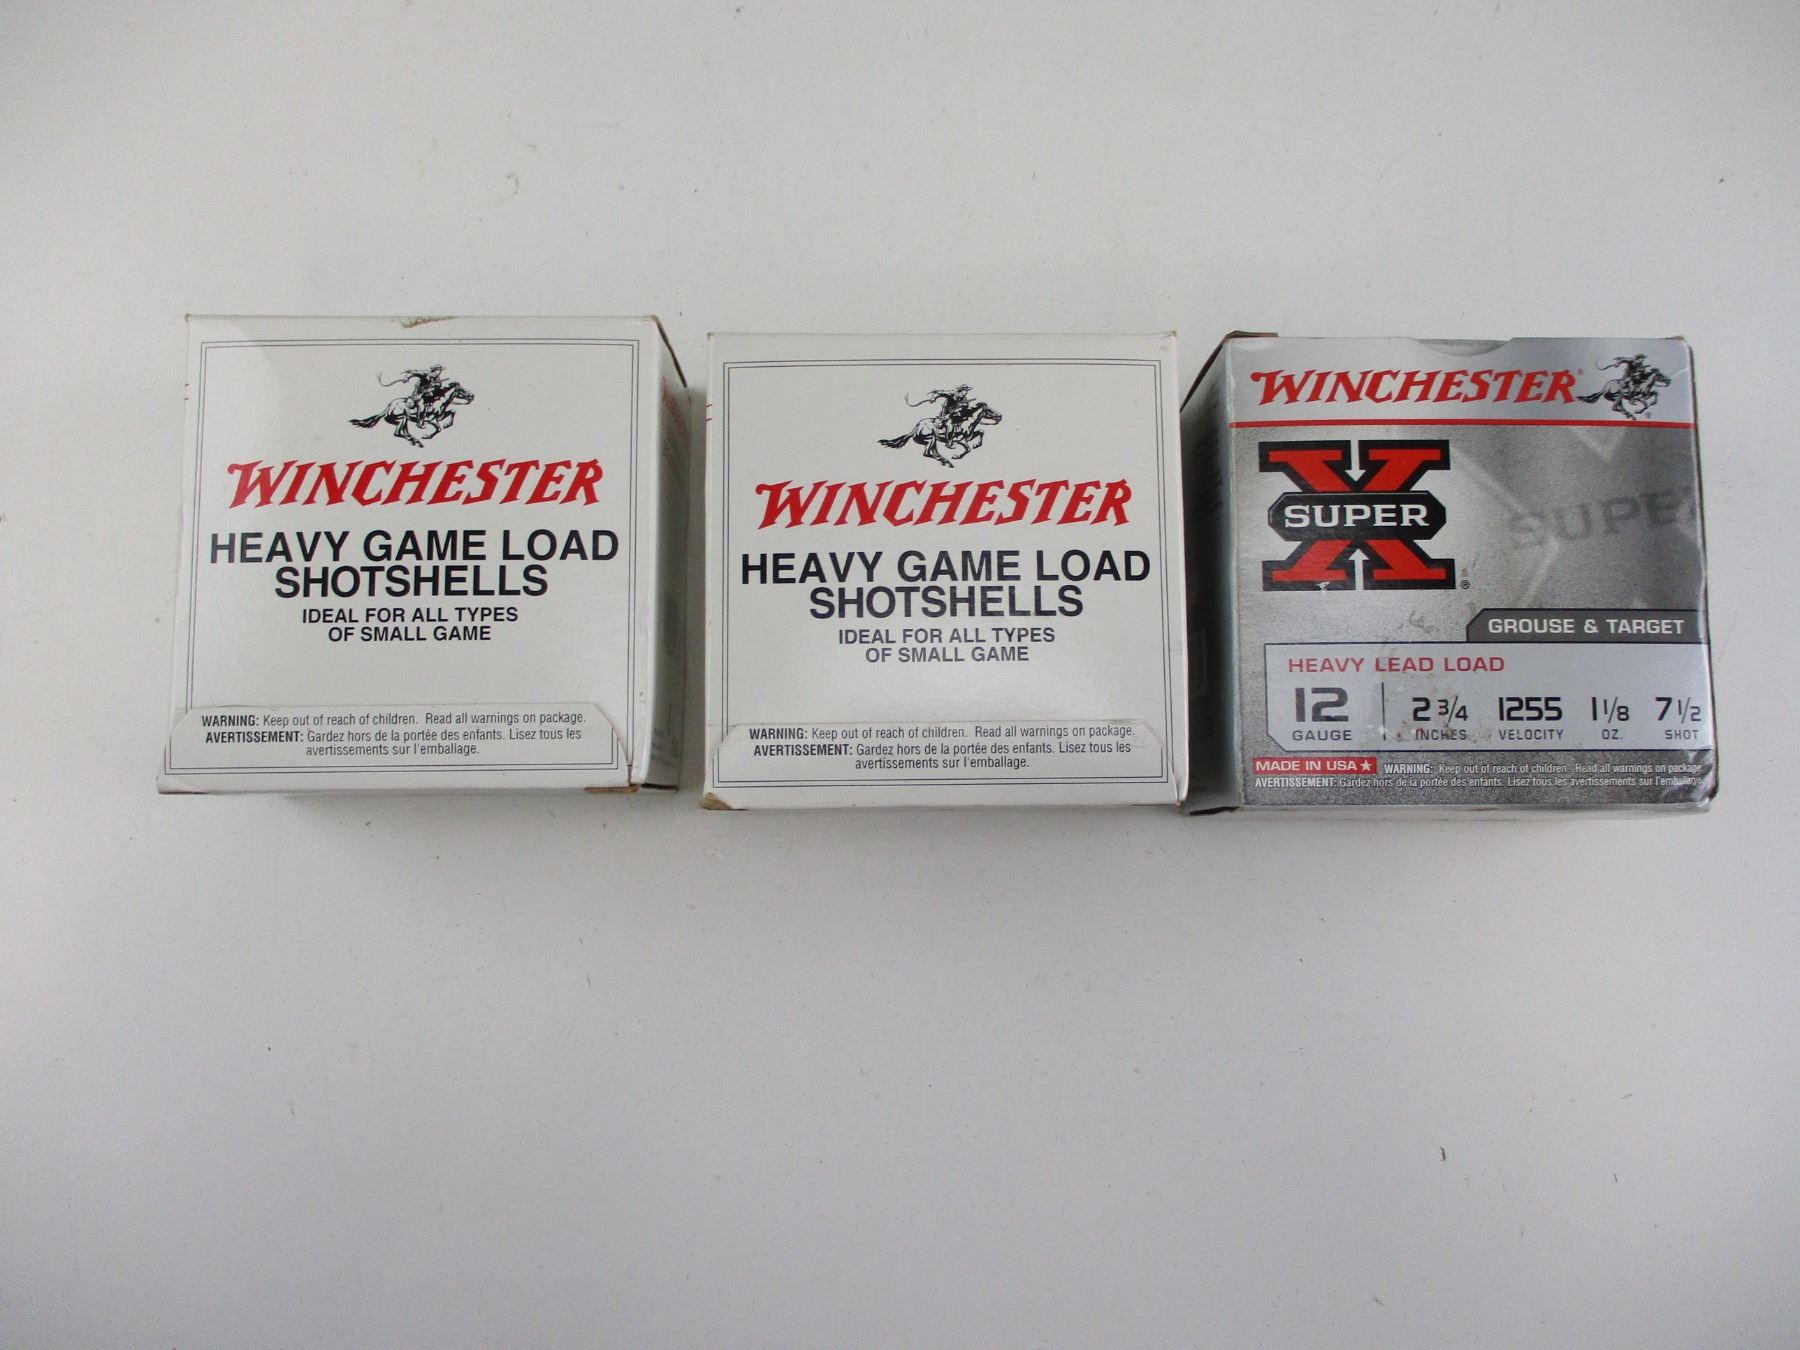 WINCHESTER
HEAVY GAME LOAD
SHOTSHELLS
IDEAL FOR ALL TYPES
OF SMALL GAME
WARNING: Keep out of reach of children. Read all warnings on package.
AVERTISSEMENT: Gardez hors de la portée des enfants. Lisez tous les
avertissements sur l'emballage.
WINCHESTER
HEAVY GAME LOAD
SHOTSHELLS
IDEAL FOR ALL TYPES
OF SMALL GAME
WARNING: Keep out of reach of children. Read all warnings on package.
AVERTISSEMENT: Gardez hors de la portée des enfants. Lisez tous les
avertissements sur l'emballage.
WINCHESTER®
X
SUPER
®
SUPER
GROUSE & TARGET
HEAVY LEAD LOAD
12 2 3/4 1255 1 1/8 7 1/2
GAUGE INCHES VELOCITY OZ. SHOT
MADE IN USA ★ WARNING: Keep out of reach of children. Read all warnings on package.
AVERTISSEMENT: Gardez hors de la portée des enfants. Lisez tous les avertissements sur l'emballage.